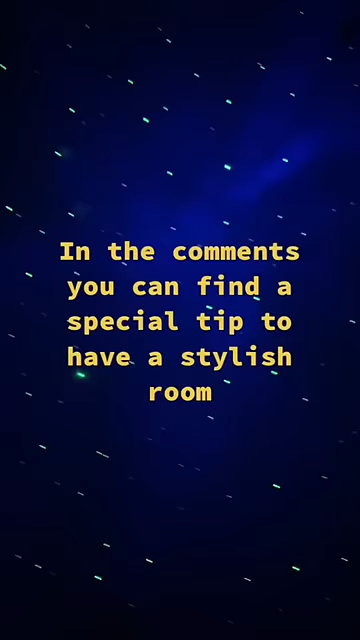 In the comments
you can find a
special tip to
have a stylish
room